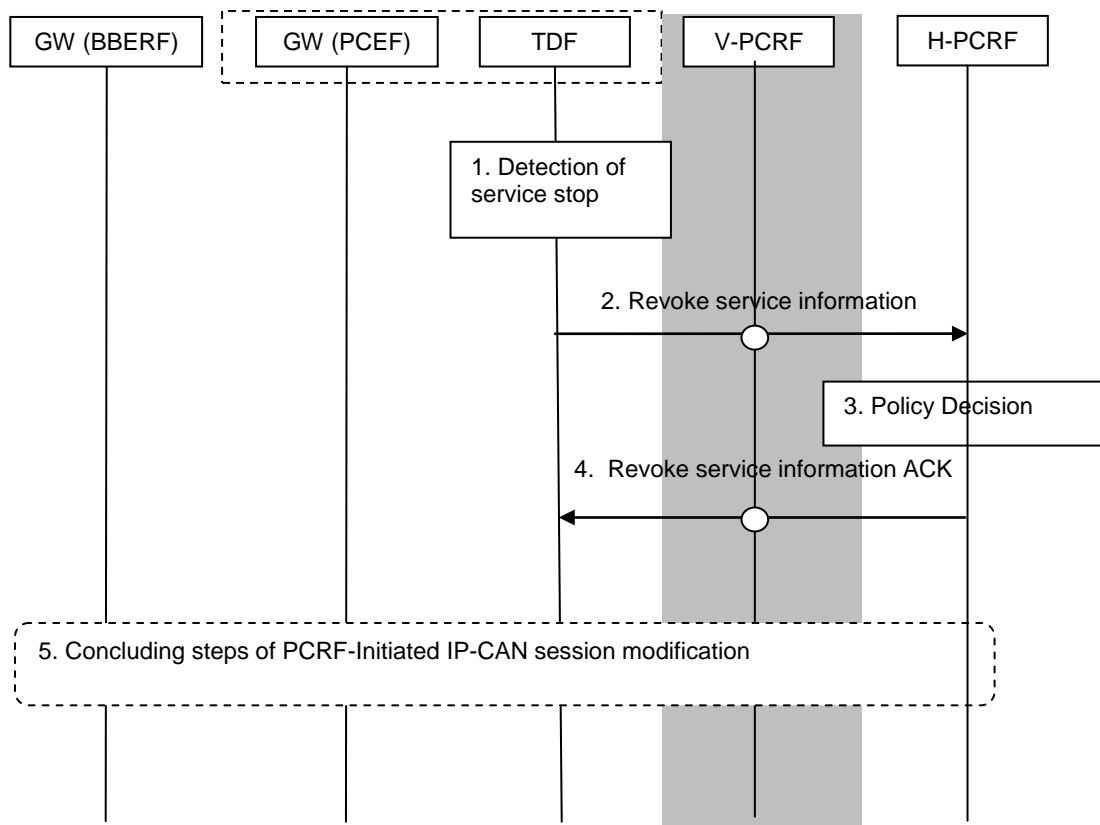 GW (BBERF)
GW (PCEF)
TDF
V-PCRF
H-PCRF
1. Detection of
service stop
2. Revoke service information
3. Policy Decision
4. Revoke service information ACK
5. Concluding steps of PCRF-Initiated IP-CAN session modification